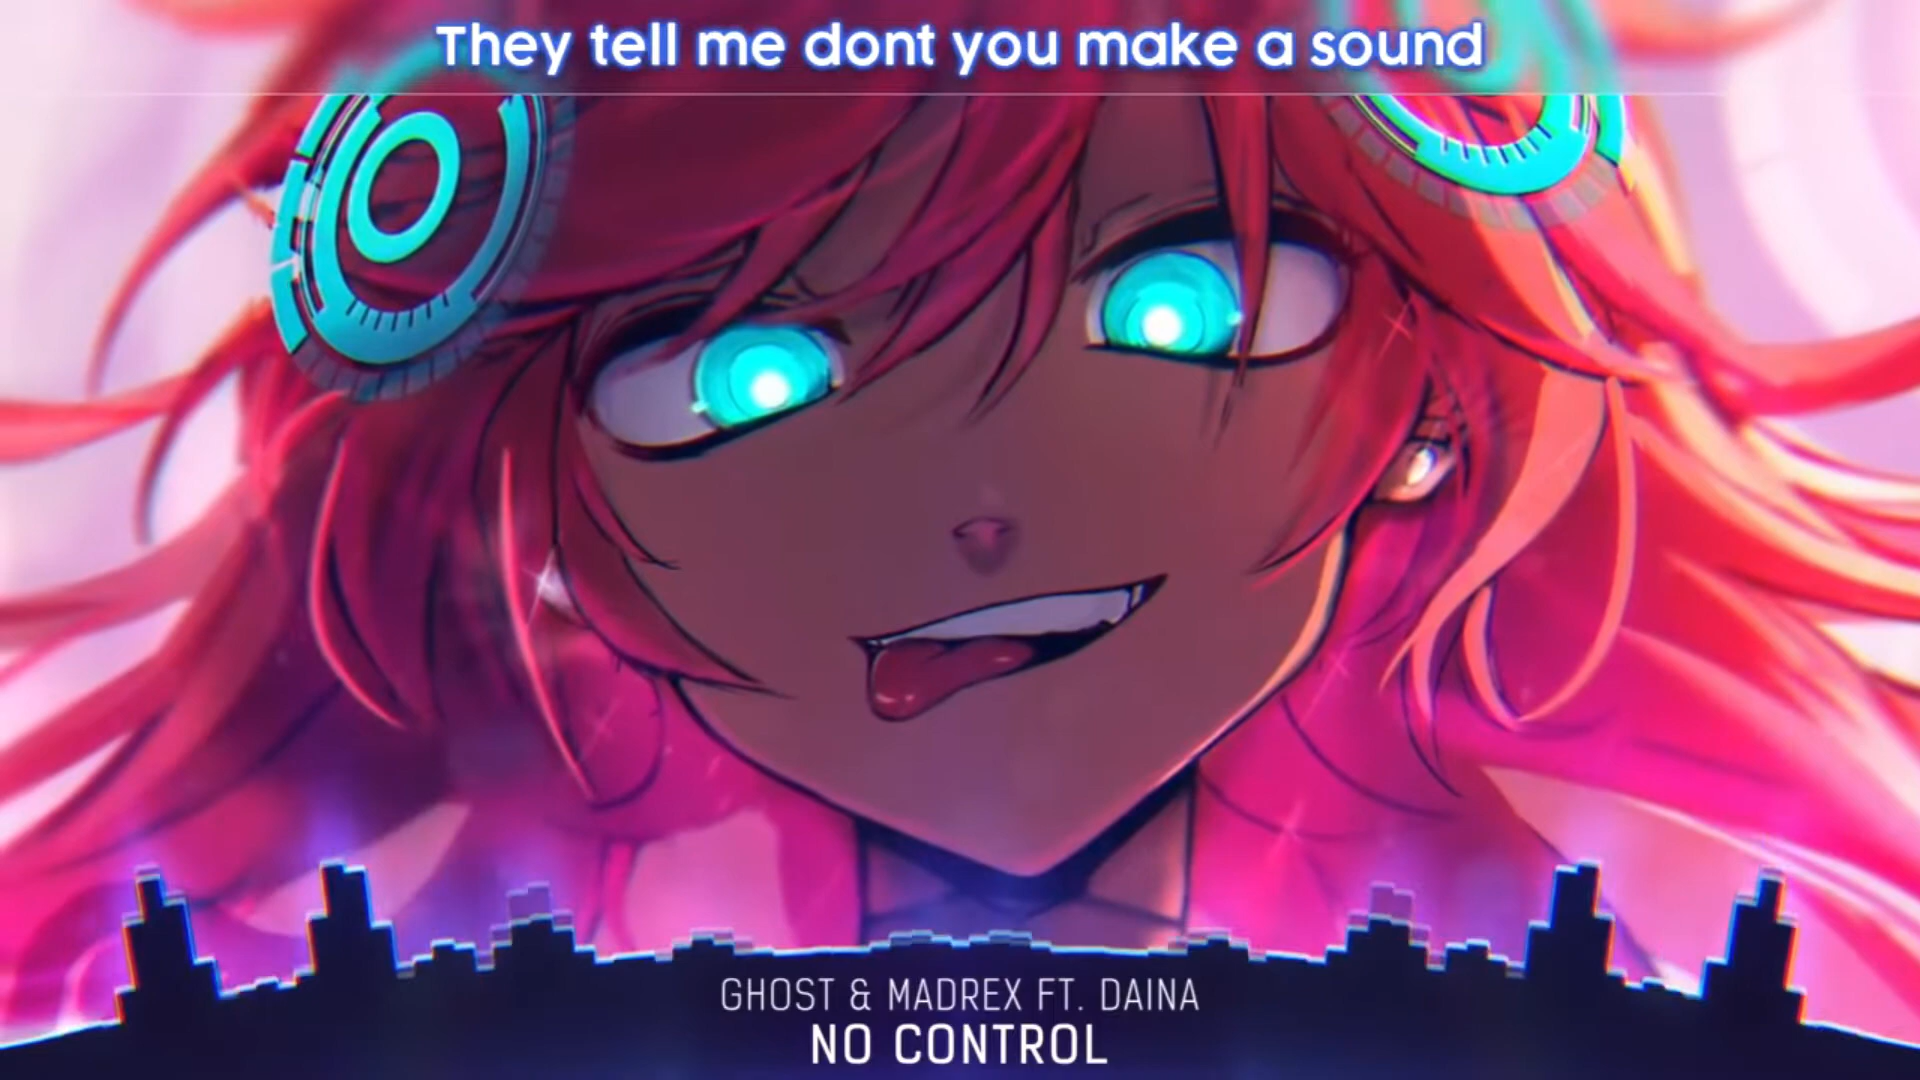 They tell me dont you make a sound
GHOST & MADREX FT. DAINA
NO CONTROL